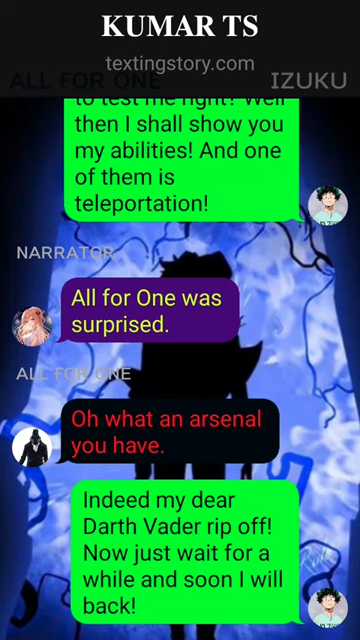 KUMAR TS
textingstory.com
ALL FOR ONE
IZUKU
to test me right? Well
then I shall show you
my abilities! And one
of them is
teleportation!
NARRATOR
All for One was
surprised.
ALL FOR ONE
Oh what an arsenal
you have.
Indeed my dear
Darth Vader rip off!
Now just wait for a
while and soon I will
back!